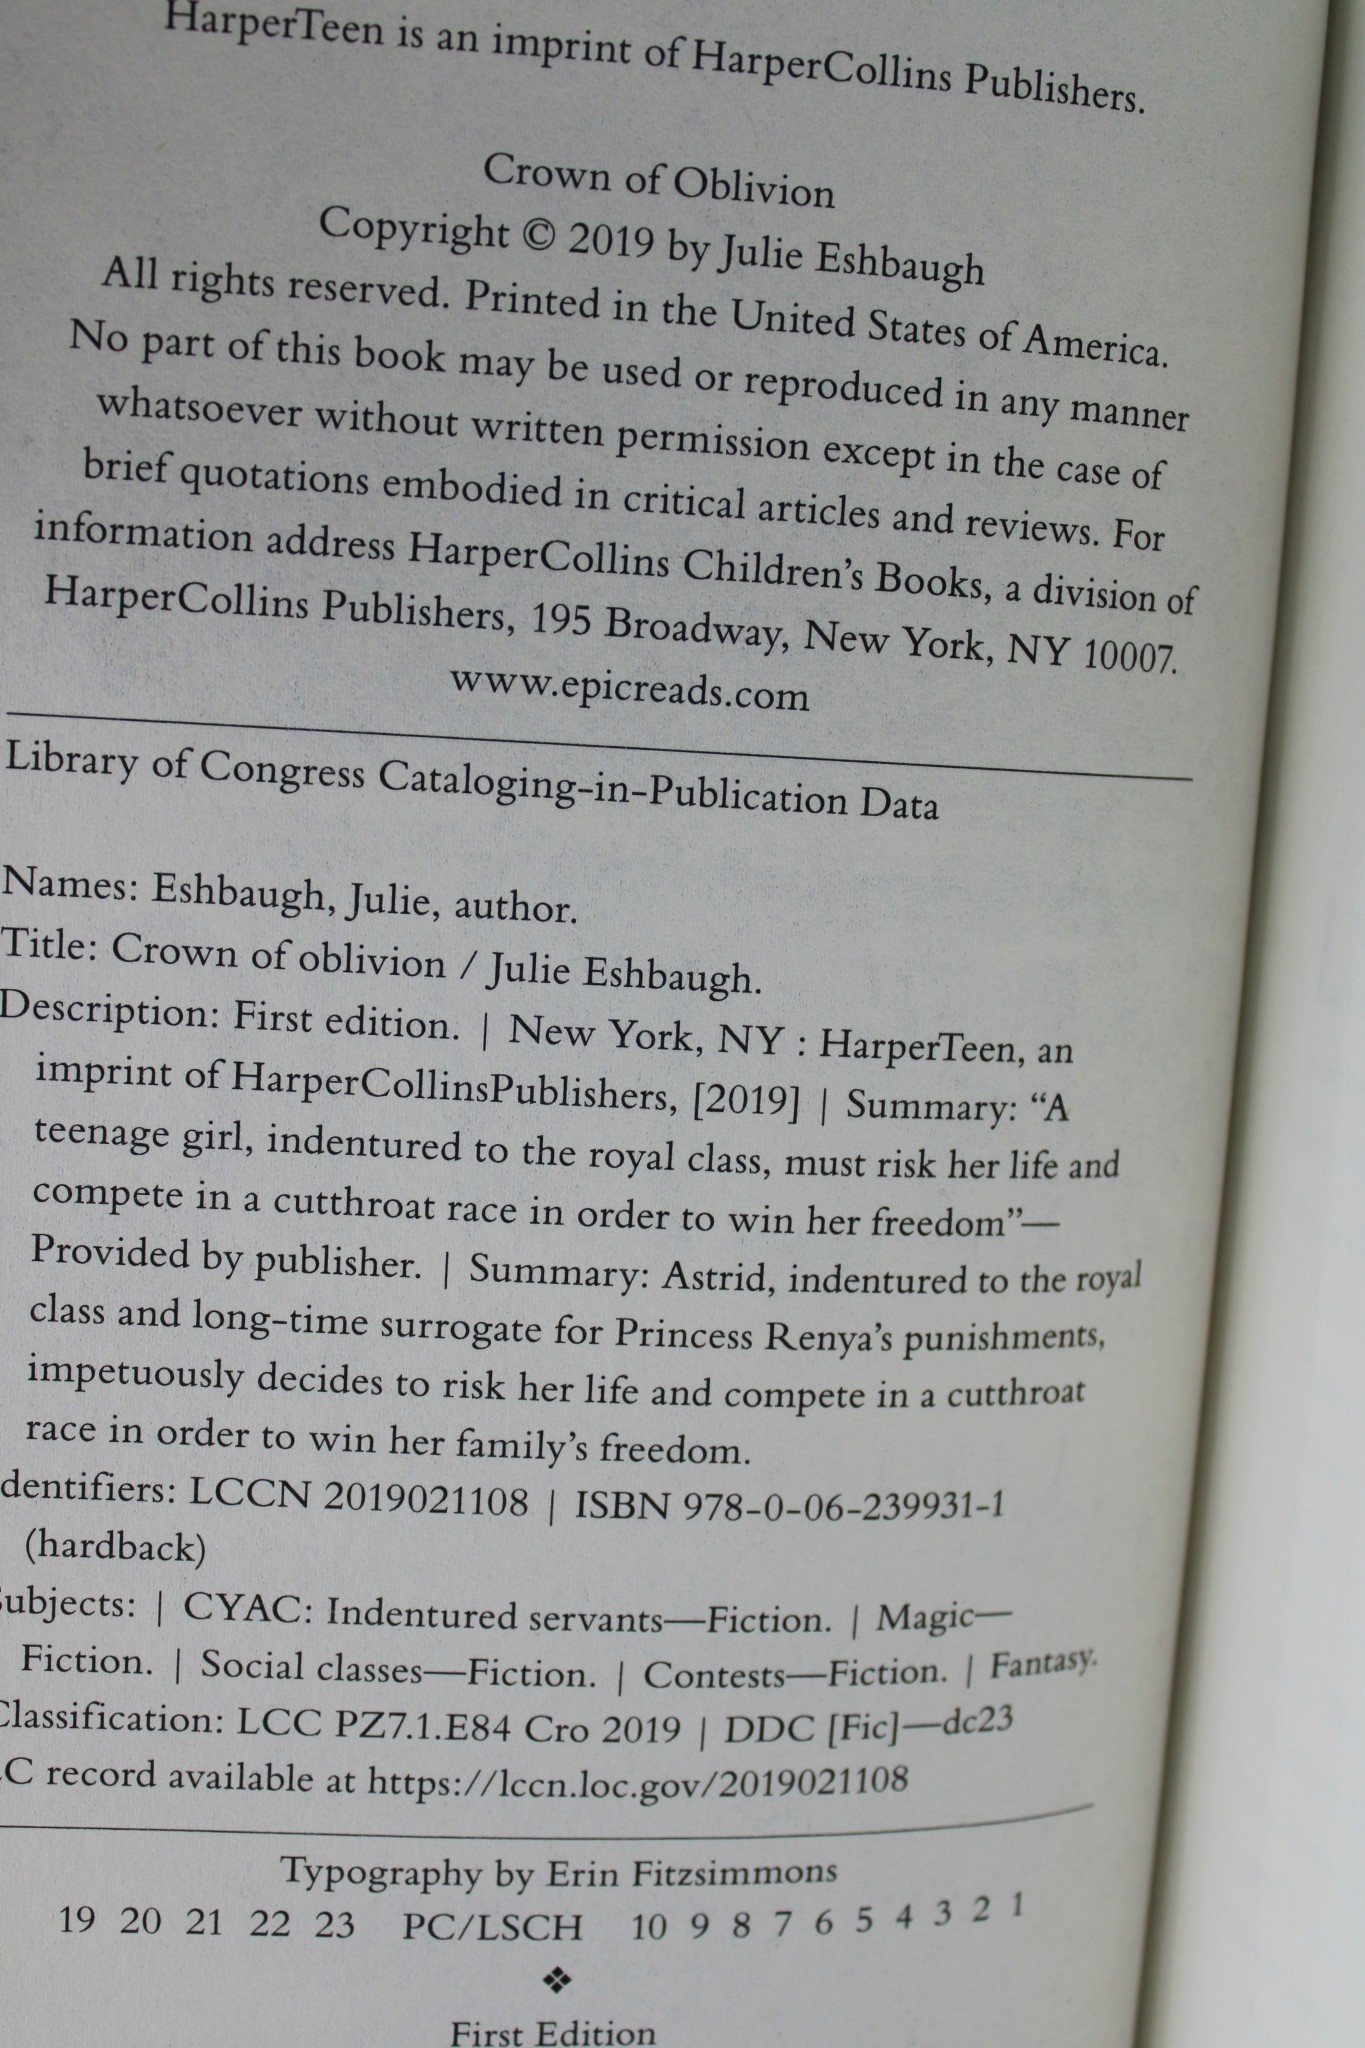 HarperTeen is an imprint of HarperCollins Publishers.
Crown of Oblivion
Copyright © 2019 by Julie Eshbaugh
All rights reserved. Printed in the United States of America.
No part of this book may be used or reproduced in any manner
whatsoever without written permission except in the case of
brief quotations embodied in critical articles and reviews. For
information address HarperCollins Children's Books, a division of
HarperCollins Publishers, 195 Broadway, New York, NY 10007.
www.epicreads.com
Library of Congress Cataloging-in-Publication Data
Names: Eshbaugh, Julie, author.
Title: Crown of oblivion / Julie Eshbaugh.
Description: First edition. | New York, NY : HarperTeen, an
imprint of HarperCollinsPublishers, [2019] | Summary: “A
teenage girl, indentured to the royal class, must risk her life and
compete in a cutthroat race in order to win her freedom”—
Provided by publisher. | Summary: Astrid, indentured to the royal
class and long-time surrogate for Princess Renya's punishments,
impetuously decides to risk her life and compete in a cutthroat
race in order to win her family's freedom.
dentifiers: LCCN 2019021108 | ISBN 978-0-06-239931-1
(hardback)
Subjects: | CYAC: Indentured servants—Fiction. | Magic—
Fiction. | Social classes—Fiction. | Contests—Fiction. | Fantasy.
Classification: LCC PZ7.1.E84 Cro 2019 | DDC [Fic]—dc23
LC record available at https://lccn.loc.gov/2019021108
Typography by Erin Fitzsimmons
19 20 21 22 23 PC/LSCH 10 9 8 7 6 5 4 3 2 1
❖
First Edition